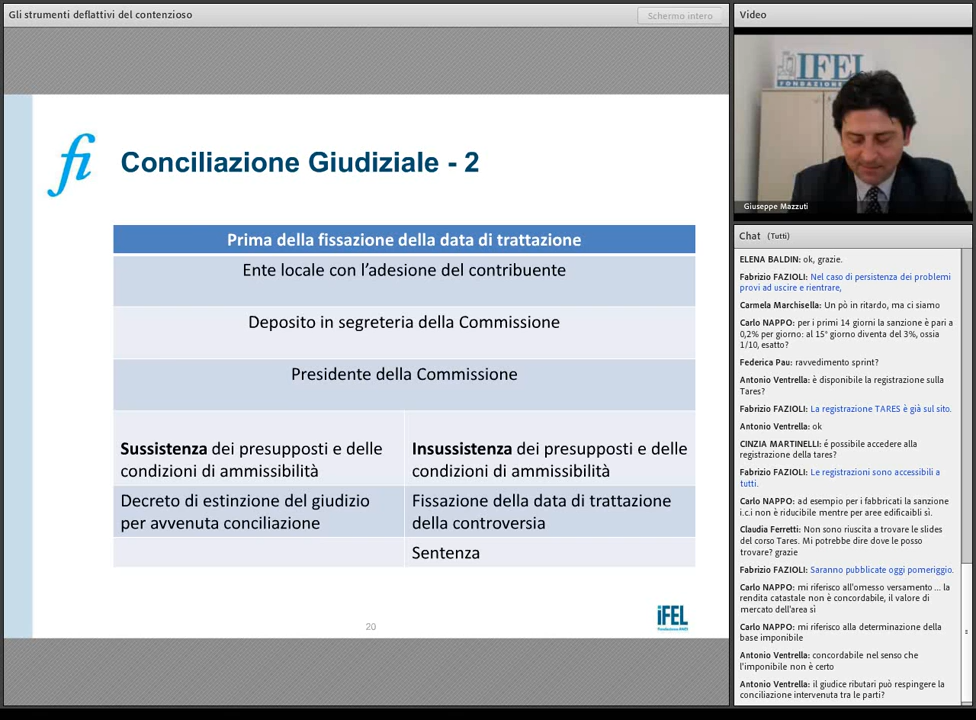 Gli strumenti deflattivi del contenzioso
Schermo intero
fi
Conciliazione Giudiziale - 2
Prima della fissazione della data di trattazione
Ente locale con l'adesione del contribuente
Deposito in segreteria della Commissione
Presidente della Commissione
Sussistenza dei presupposti e delle
condizioni di ammissibilità
Insussistenza dei presupposti e delle
condizioni di ammissibilità
Decreto di estinzione del giudizio
per avvenuta conciliazione
Fissazione della data di trattazione
della controversia
Sentenza
20
iFEL
Video
IFEL
FONDAZIONE
Giuseppe Mazzuti
Chat (Tutti)
ELENA BALDIN: ok, grazie.
Fabrizio FAZIOLI: Nel caso di persistenza dei problemi
provi ad uscire e rientrare,
Carmela Marchisella: Un pò in ritardo, ma ci siamo
Carlo NAPPO: per i primi 14 giorni la sanzione è pari a
0,2% per giorno: al 15° giorno diventa del 3%, ossia
1/10, esatto?
Federica Pau: ravvedimento sprint?
Antonio Ventrella: è disponibile la registrazione sulla
Tares?
Fabrizio FAZIOLI: La registrazione TARES è già sul sito.
Antonio Ventrella: ok
CINZIA MARTINELLI: é possibile accedere alla
registrazione della tares?
Fabrizio FAZIOLI: Le registrazioni sono accessibili a
tutti.
Carlo NAPPO: ad esempio per i fabbricati la sanzione
i.c.i non è riducibile mentre per aree edificaibli sì.
Claudia Ferretti: Non sono riuscita a trovare le slides
del corso Tares. Mi potrebbe dire dove le posso
trovare? grazie
Fabrizio FAZIOLI: Saranno pubblicate oggi pomeriggio.
Carlo NAPPO: mi riferisco all'omesso versamento ... la
rendita catastale non è concordabile, il valore di
mercato dell'area sì
Carlo NAPPO: mi riferisco alla determinazione della
base imponibile
Antonio Ventrella: concordabile nel senso che
l'imponibile non è certo
Antonio Ventrella: il giudice ributari può respingere la
conciliazione intervenuta tra le parti?